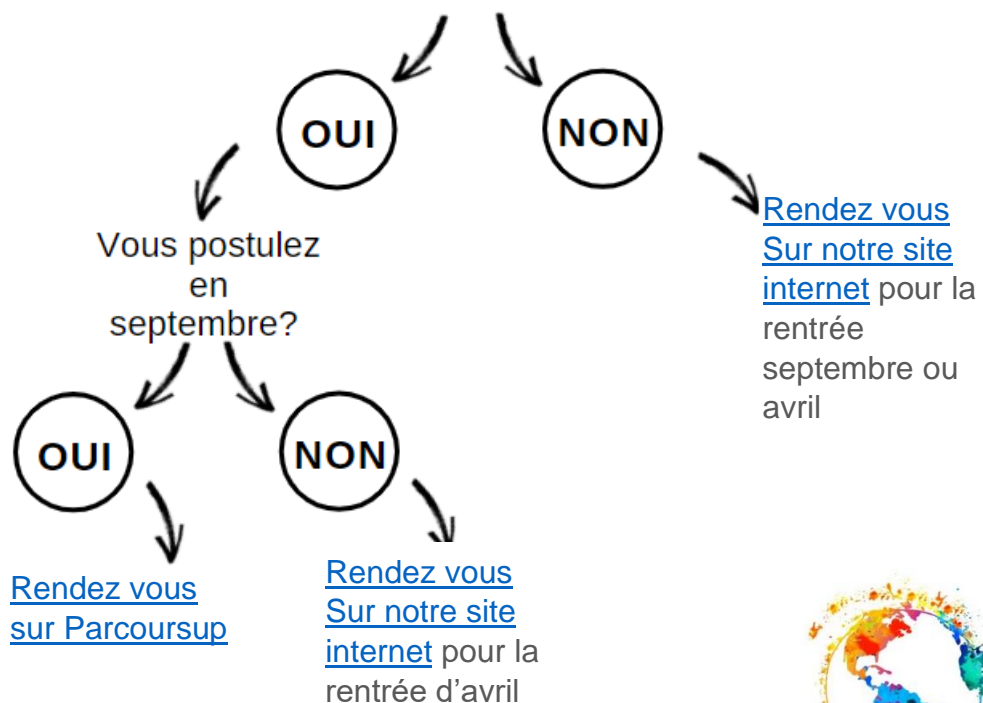 OUI
NON
Rendez vous
Sur notre site
internet pour la
rentrée
septembre ou
avril
Vous postulez
en
septembre?
OUI
NON
Rendez vous
sur Parcoursup
Rendez vous
Sur notre site
internet pour la
rentrée d’avril